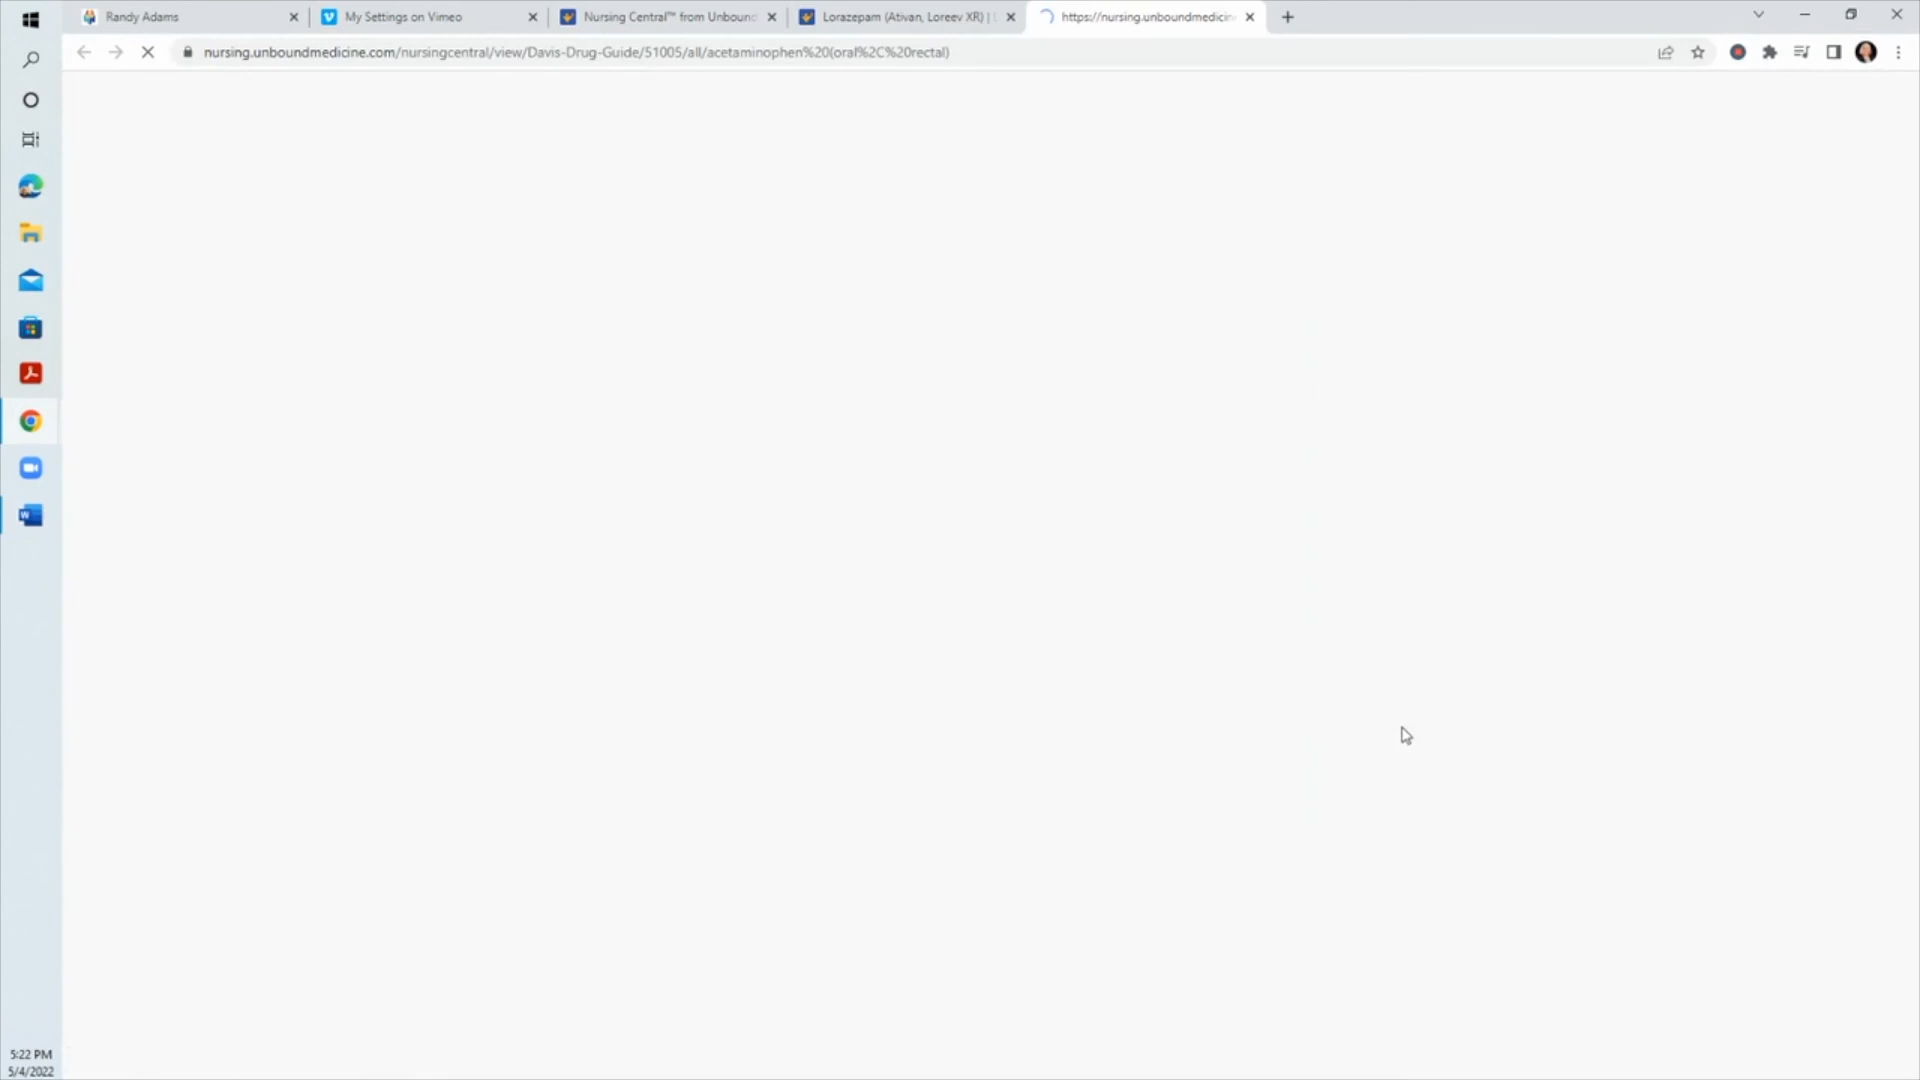 Randy Adams
My Settings on Vimeo
Nursing Central™ from Unbound
Lorazepam (Ativan, Loreev XR) |
https://nursing.unboundmedicin
nursing.unboundmedicine.com/nursingcentral/view/Davis-Drug-Guide/51005/all/acetaminophen%20(oral%2C%20rectal)
W
5:22 PM
5/4/2022